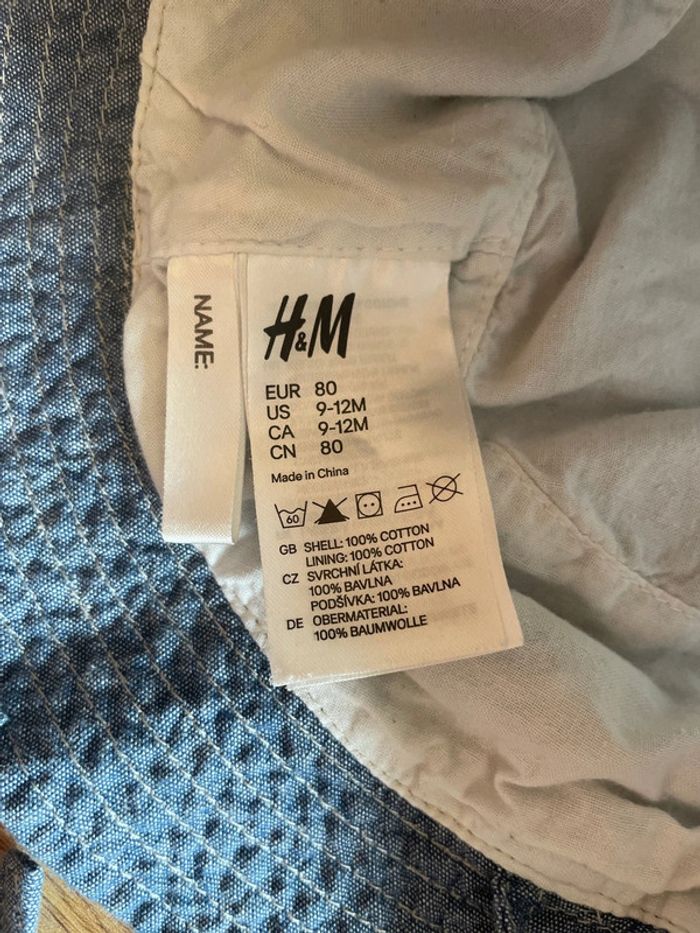 NAME:
H&M
EUR 80
US 9-12M
CA 9-12M
CN 80
Made in China
60
GB SHELL: 100% COTTON
LINING: 100% COTTON
CZ SVRCHNÍ LÁTKA:
100% BAVLNA
PODŠÍVKA: 100% BAVLNA
DE OBERMATERIAL:
100% BAUMWOLLE